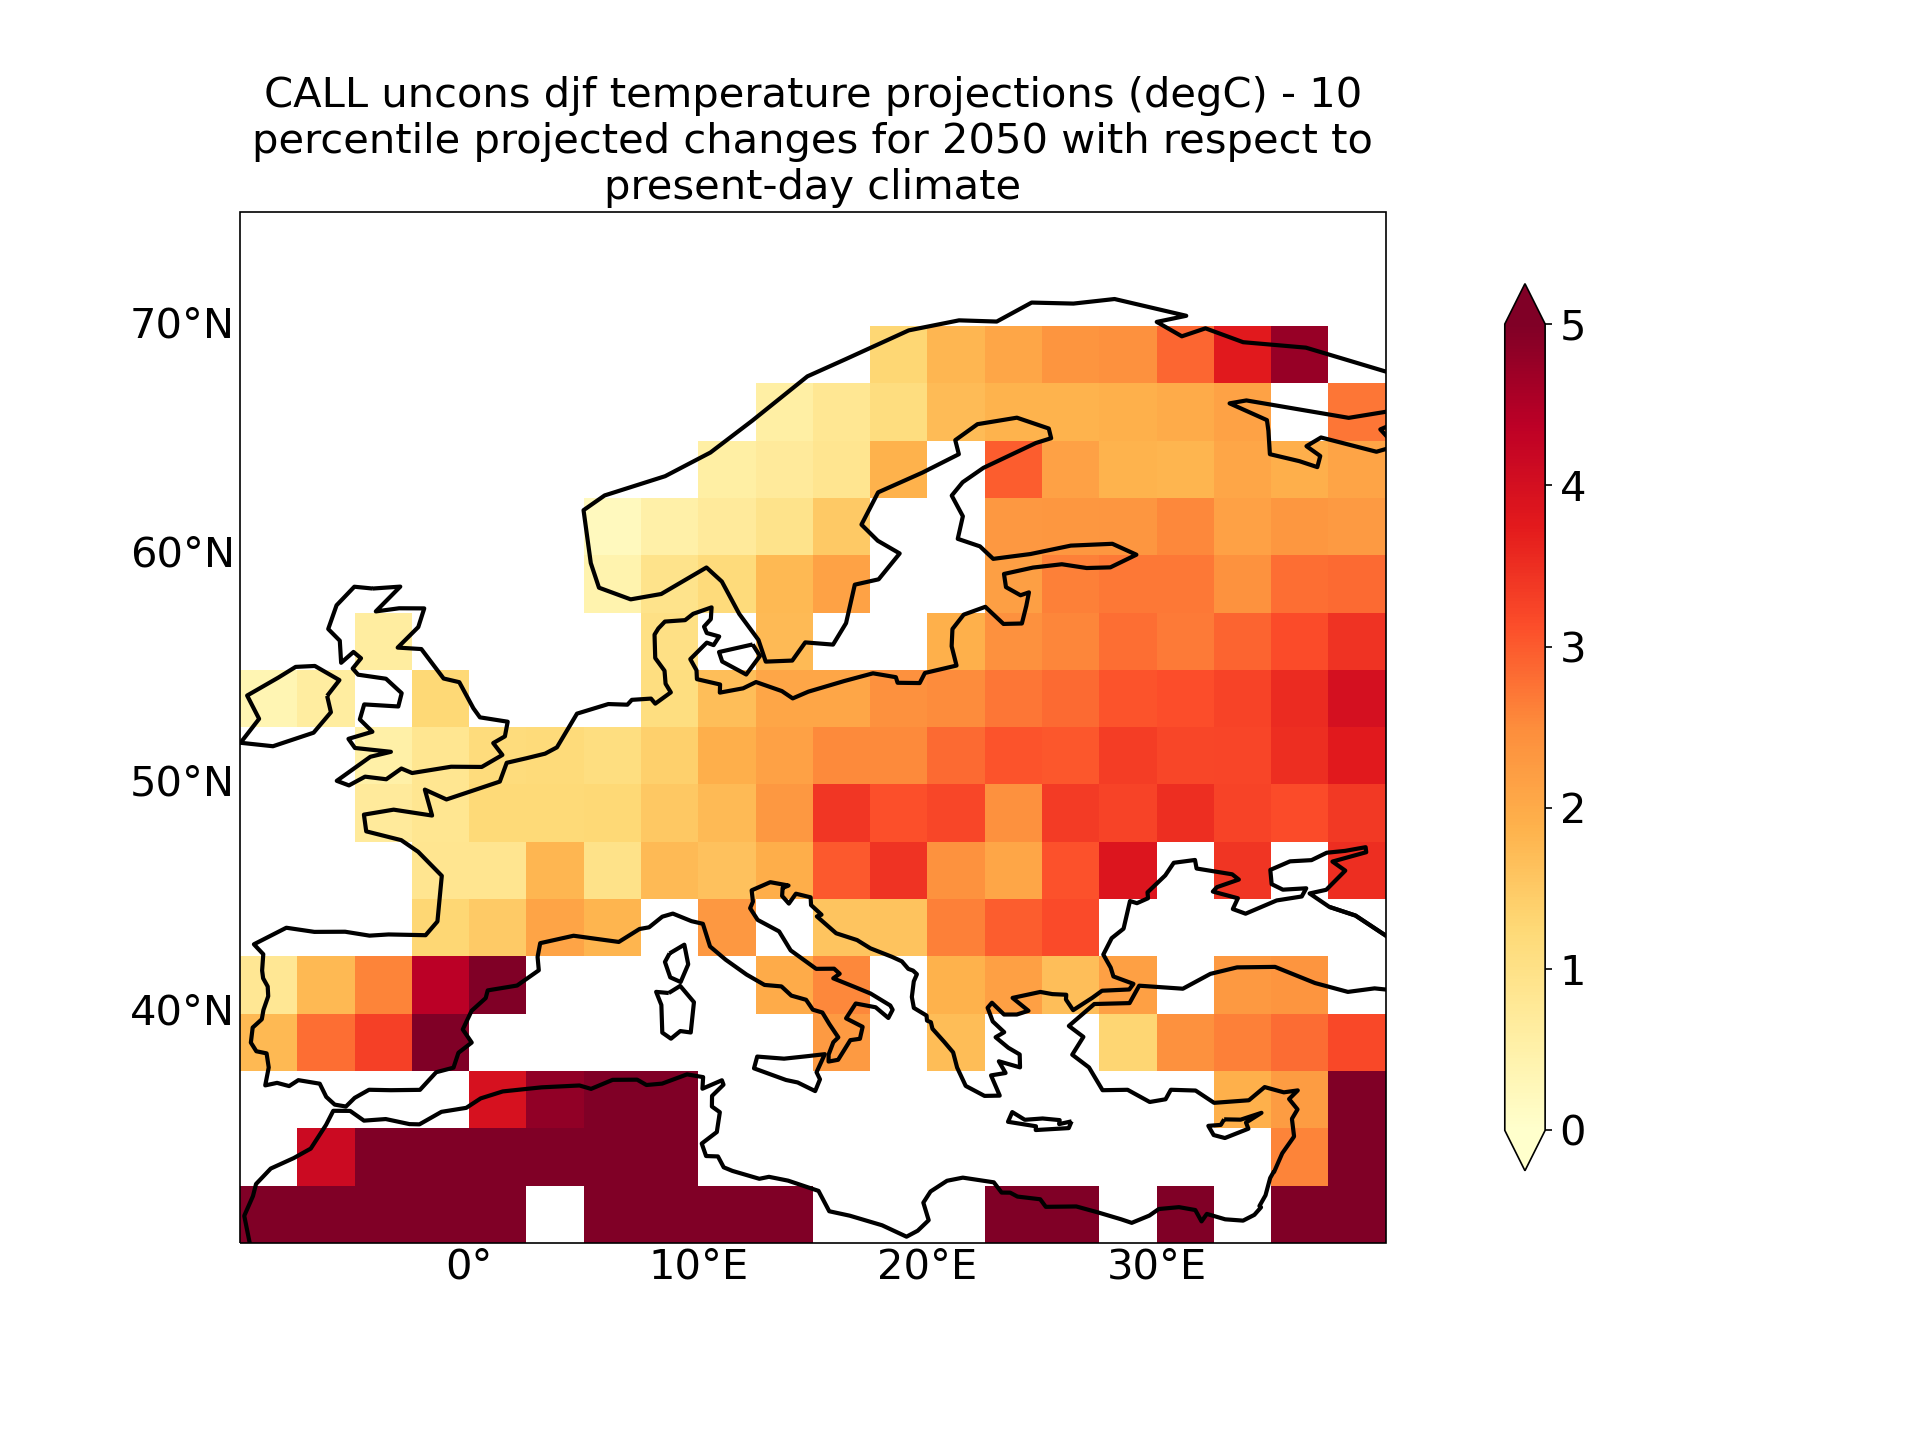 CALL uncons djf temperature projections (degC) - 10
percentile projected changes for 2050 with respect to
present-day climate
70°N
60°N
50°N
40°N
0°
10°E
20°E
30°E
5
4
3
2
1
0